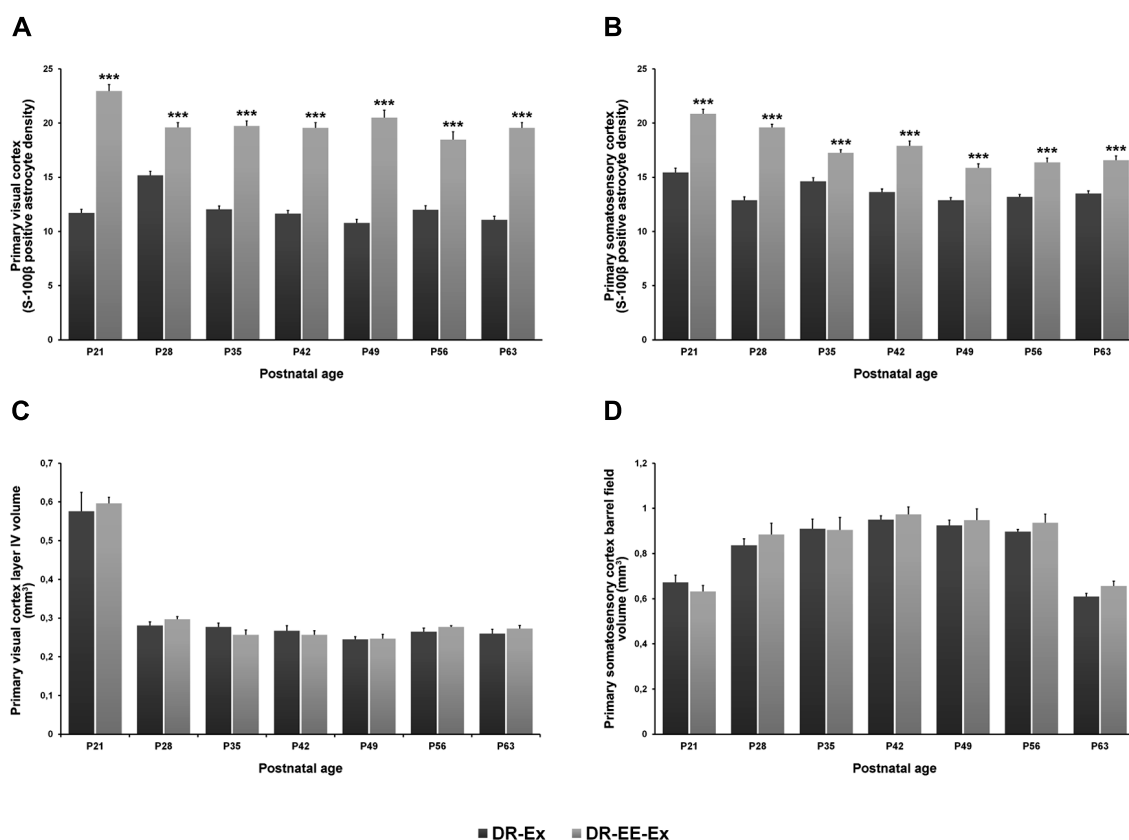 A
Primary visual cortex
(S-100β positive astrocyte density)
25
20
15
10
5
0
***
***
***
***
***
***
***
P21
P28
P35
P42
P49
P56
P63
Postnatal age
B
Primary somatosensory cortex
(S-100β positive astrocyte density)
25
20
15
10
5
0
***
***
***
***
***
***
***
P21
P28
P35
P42
P49
P56
P63
Postnatal age
C
Primary visual cortex layer IV volume
(mm³)
0,7
0,6
0,5
0,4
0,3
0,2
0,1
0
P21
P28
P35
P42
P49
P56
P63
Postnatal age
D
Primary somatosensory cortex barrel field
volume (mm³)
1,2
1
0,8
0,6
0,4
0,2
0
P21
P28
P35
P42
P49
P56
P63
Postnatal age
DR-Ex
DR-EE-Ex